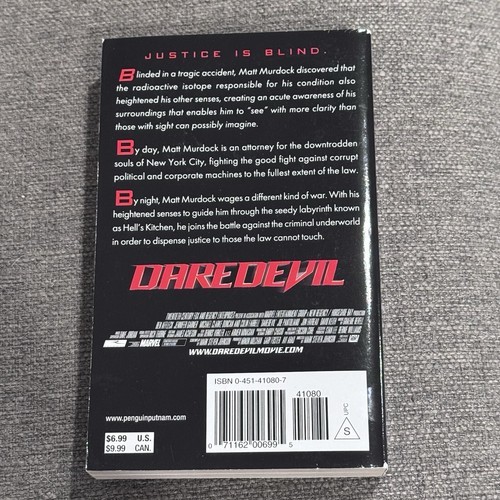 JUSTICE IS BLIND.
Blinded in a tragic accident, Matt Murdock discovered that
the radioactive isotope responsible for his condition also
heightened his other senses, creating an acute awareness of his
surroundings that enables him to "see" with more clarity than
those with sight can possibly imagine.
By day, Matt Murdock is an attorney for the downtrodden
souls of New York City, fighting the good fight against corrupt
political and corporate machines to the fullest extent of the law.
By night, Matt Murdock wages a different kind of war. With his
heightened senses to guide him through the seedy labyrinth known
as Hell's Kitchen, he joins the battle against the criminal underworld
in order to dispense justice to those the law cannot touch.
DAREDEVIL
MARVEL
WWW.DAREDEVILMOVIE.COM
ISBN 0-451-41080-7
41080
www.penguinputnam.com
$6.99 U.S.
$9.99 CAN.
0 71162 00699 5
UPC
S